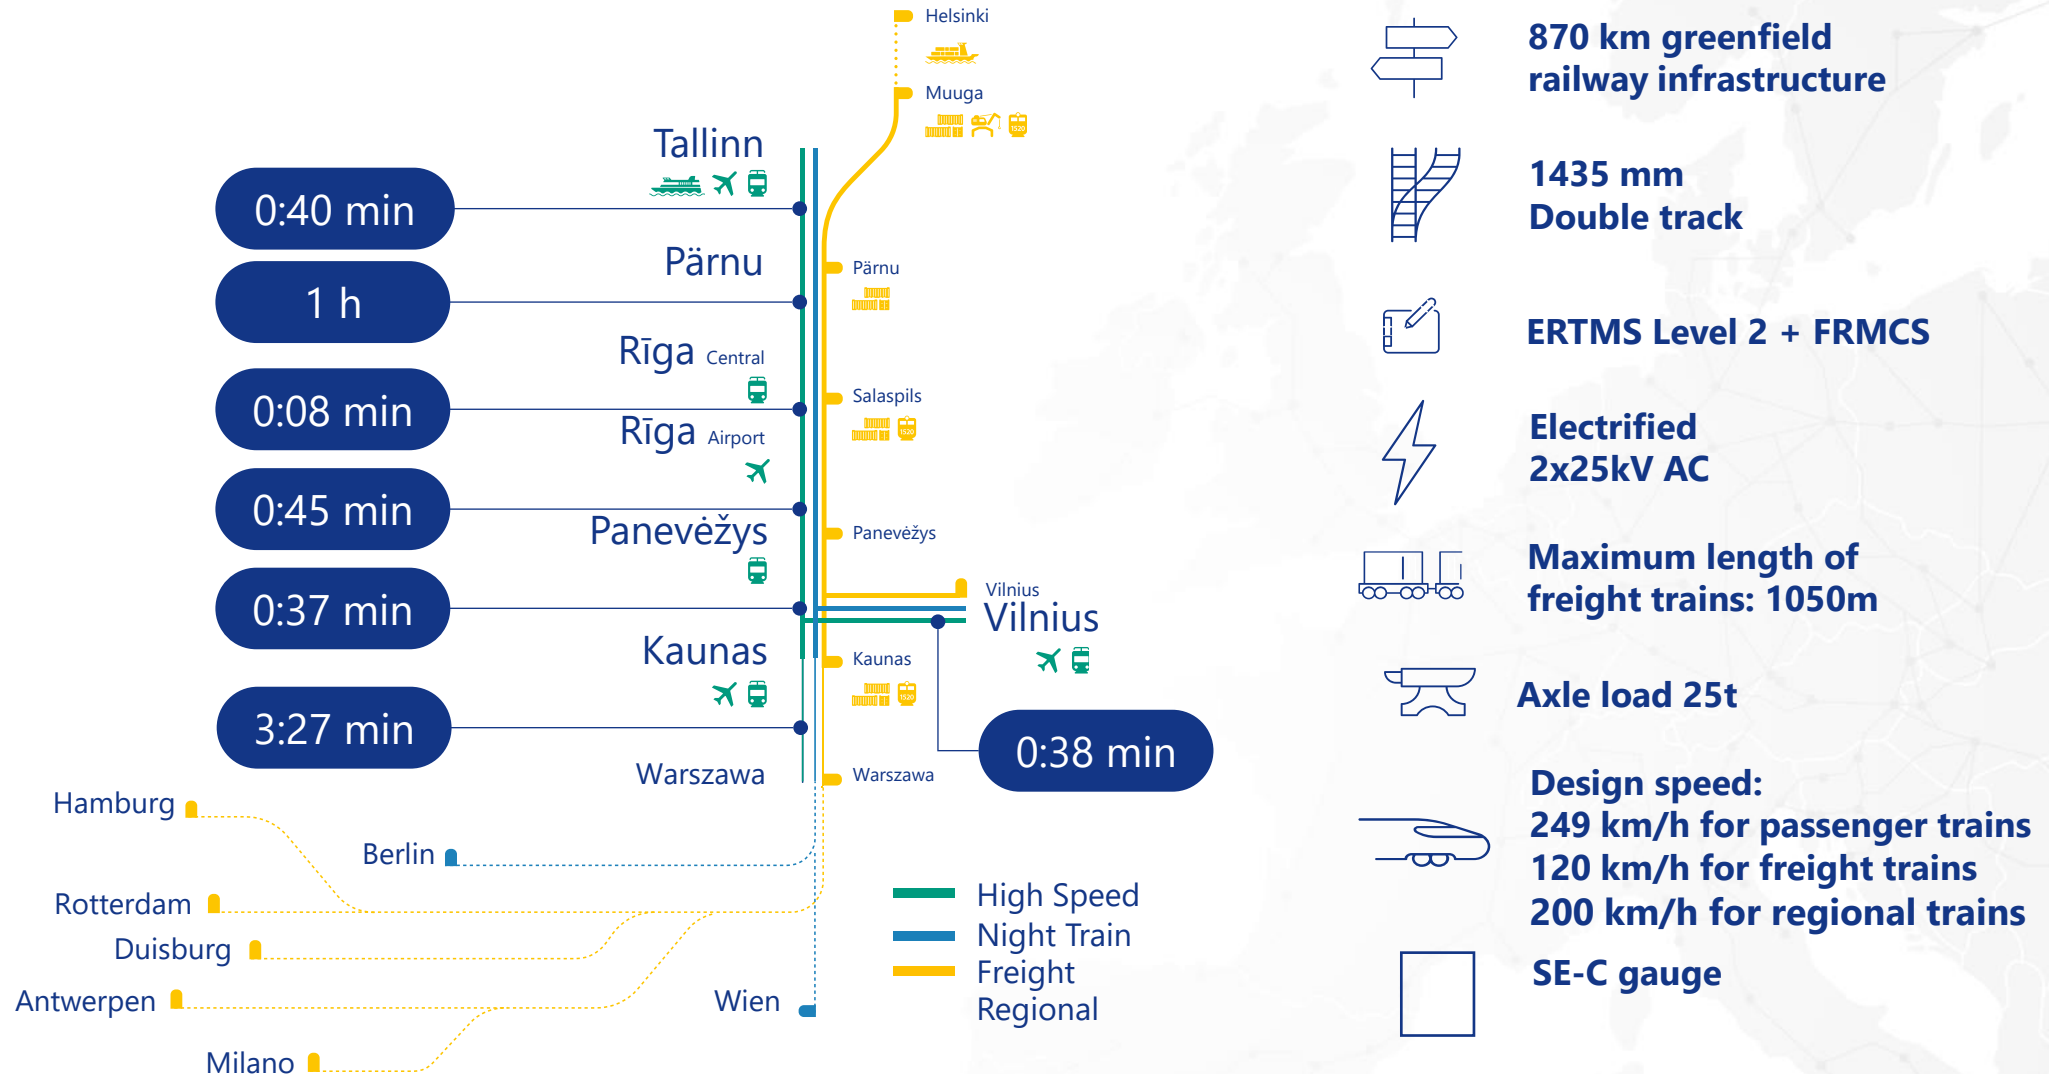 Helsinki
Muuga
1520
Tallinn
0:40 min
Pärnu
Pärnu
1 h
Rīga Central
Salaspils
1520
0:08 min
Rīga Airport
0:45 min
Panevėžys
Panevėžys
0:37 min
Vilnius
Vilnius
Kaunas
Kaunas
1520
3:27 min
0:38 min
Warszawa
Warszawa
Hamburg
Berlin
Rotterdam
Duisburg
Antwerpen
Wien
Milano
High Speed
Night Train
Freight
Regional
870 km greenfield
railway infrastructure
1435 mm
Double track
ERTMS Level 2 + FRMCS
Electrified
2x25kV AC
Maximum length of
freight trains: 1050m
Axle load 25t
Design speed:
249 km/h for passenger trains
120 km/h for freight trains
200 km/h for regional trains
SE-C gauge